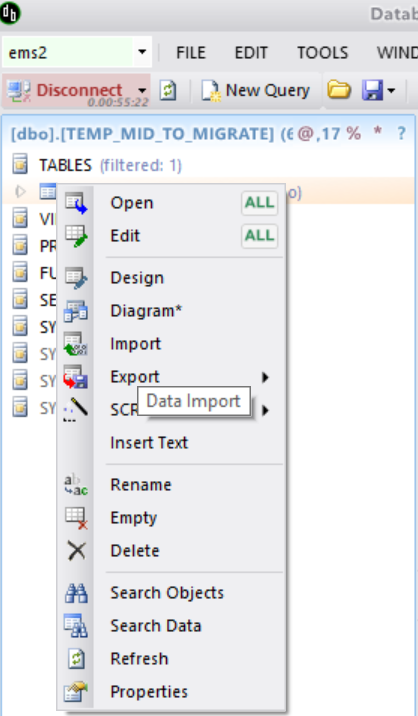 db
Datab
ems2 FILE EDIT TOOLS WIND
Disconnect 0.00:55:22 New Query
[dbo].[TEMP_MID_TO_MIGRATE] (6 @,17 % * ?
TABLES (filtered: 1)
o)
VI
PR
FU
SE
SY
SY
SY
SY
Open ALL
Edit ALL
Design
Diagram*
Import
Export
SCR
Data Import
Insert Text
Rename
Empty
Delete
Search Objects
Search Data
Refresh
Properties